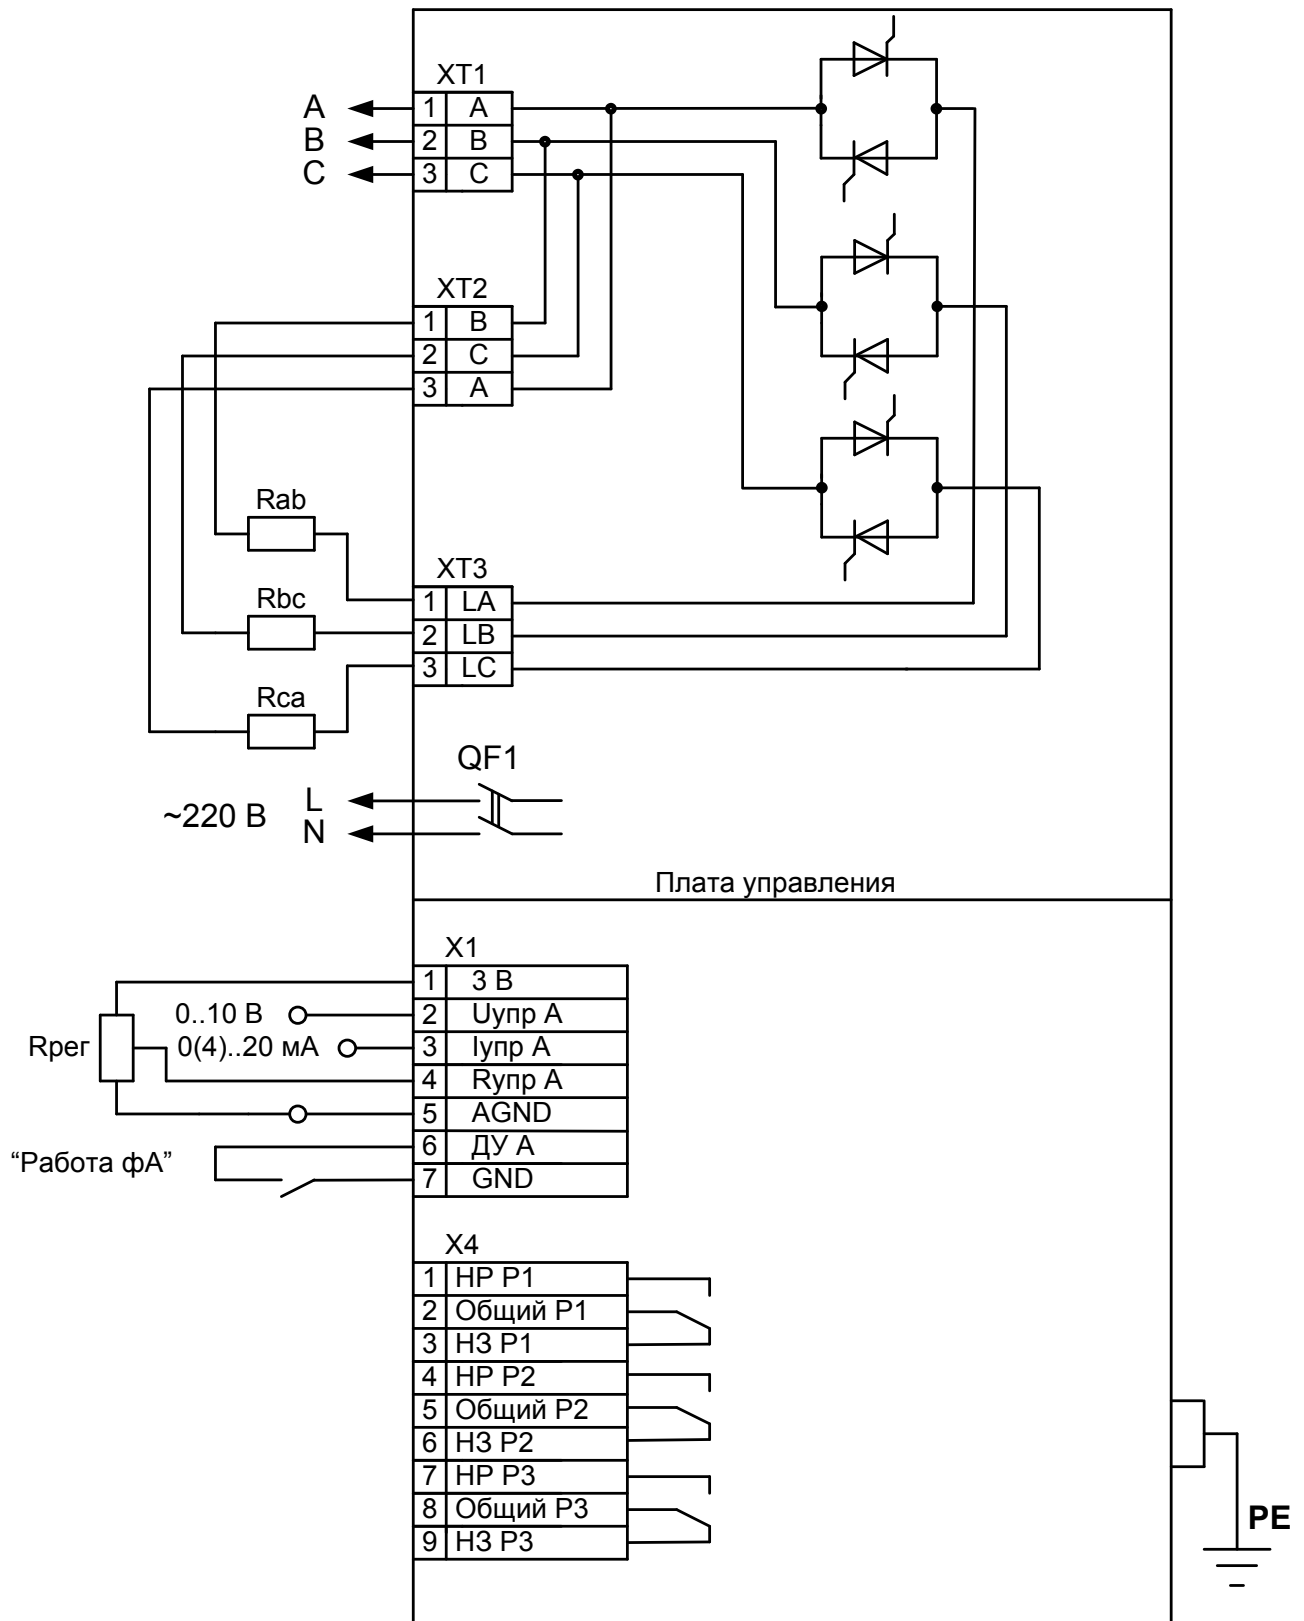 XT1
A 1 A
B 2 B
C 3 C
XT2
1 B
2 C
3 A
Rab
Rbc
Rca
XT3
1 LA
2 LB
3 LC
QF1
~220 В
L
N
Плата управления
X1
1 3 В
0..10 В 2 Uупр А
Rрег 0(4)..20 мА 3 Iупр А
4 Rупр А
5 AGND
6 ДУ А
“Работа фА”
7 GND
X4
1 НР Р1
2 Общий Р1
3 НЗ Р1
4 НР Р2
5 Общий Р2
6 НЗ Р2
7 НР Р3
8 Общий Р3
9 НЗ Р3
PE